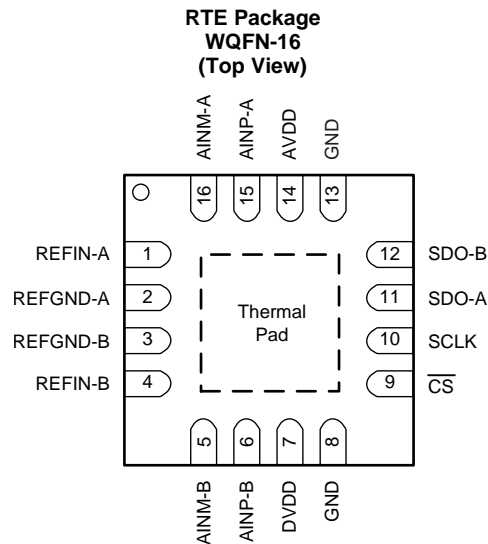 RTE Package
WQFN-16
(Top View)
AINM-A
AINP-A
AVDD
GND
16
15
14
13
REFIN-A 1
12 SDO-B
REFGND-A 2
11 SDO-A
Thermal
Pad
REFGND-B 3
10 SCLK
REFIN-B 4
9 C̅S̅
5
6
7
8
AINM-B
AINP-B
DVDD
GND